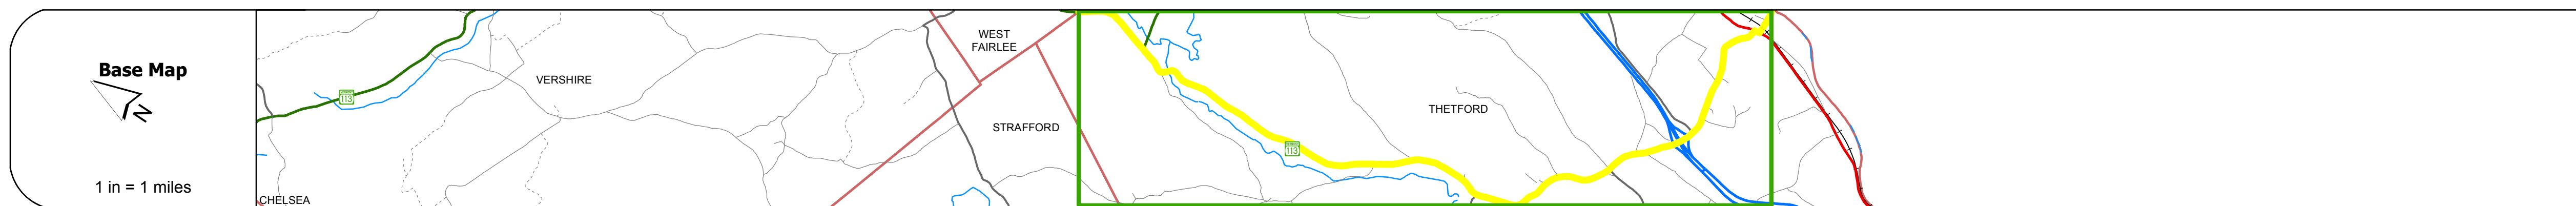 Base Map
N
1 in = 1 miles
CHELSEA
113
VERSHIRE
WEST
FAIRLEE
STRAFFORD
113
THETFORD